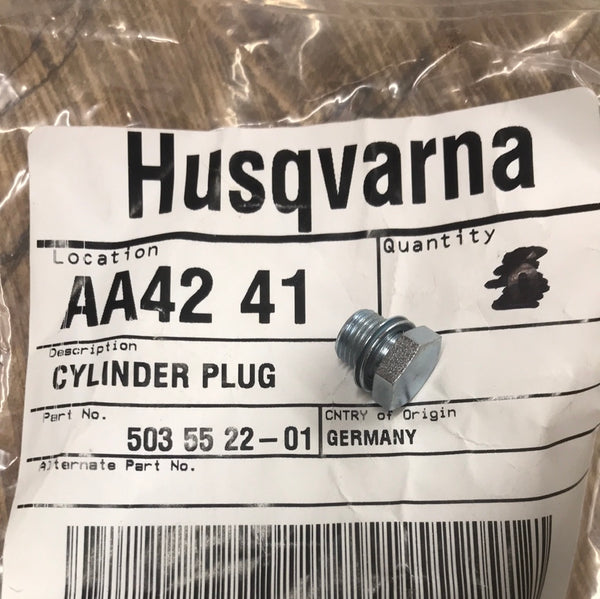 Husqvarna
Location
Quantity
AA42 41
Description
CYLINDER PLUG
Part No.
CNTRY of Origin
503 55 22-01
GERMANY
Alternate Part No.